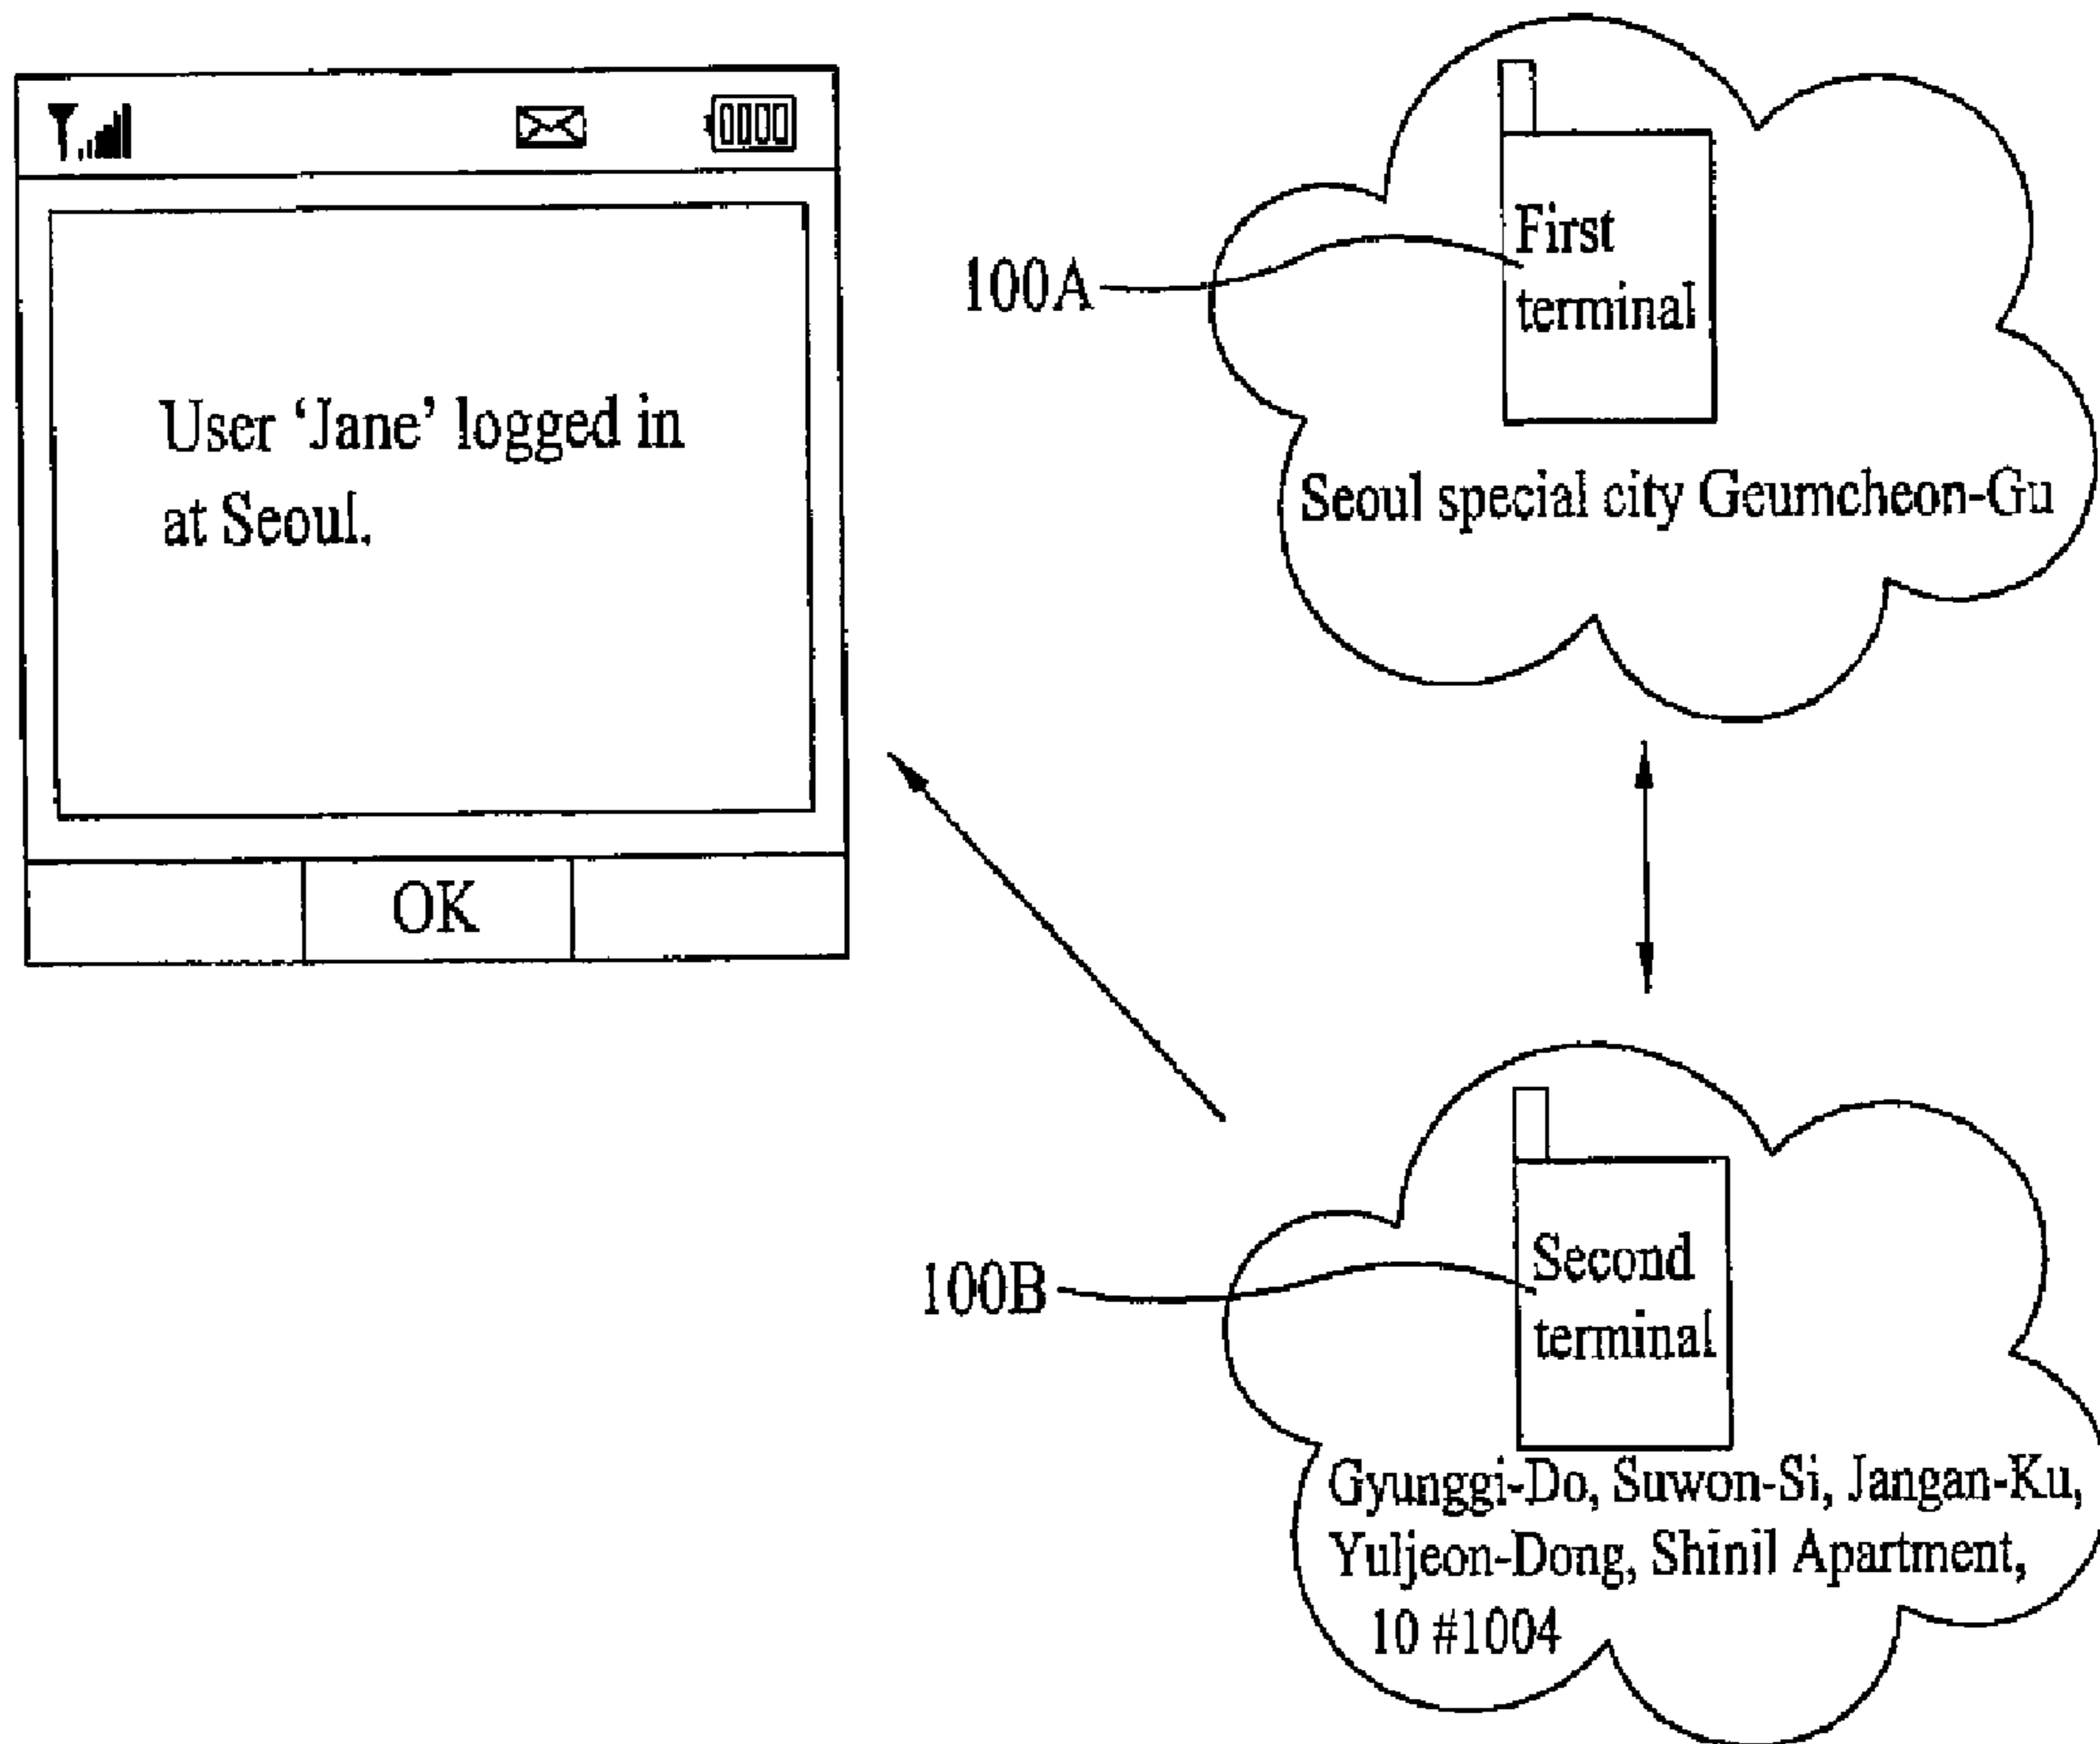 User ‘Jane’ logged in
at Seoul.
OK
100A
First
terminal
Seoul special city Geumcheon-Gu
100B
Second
terminal
Gyunggi-Do, Suwon-Si, Jangan-Ku,
Yuljeon-Dong, Shinil Apartment,
10 #1004